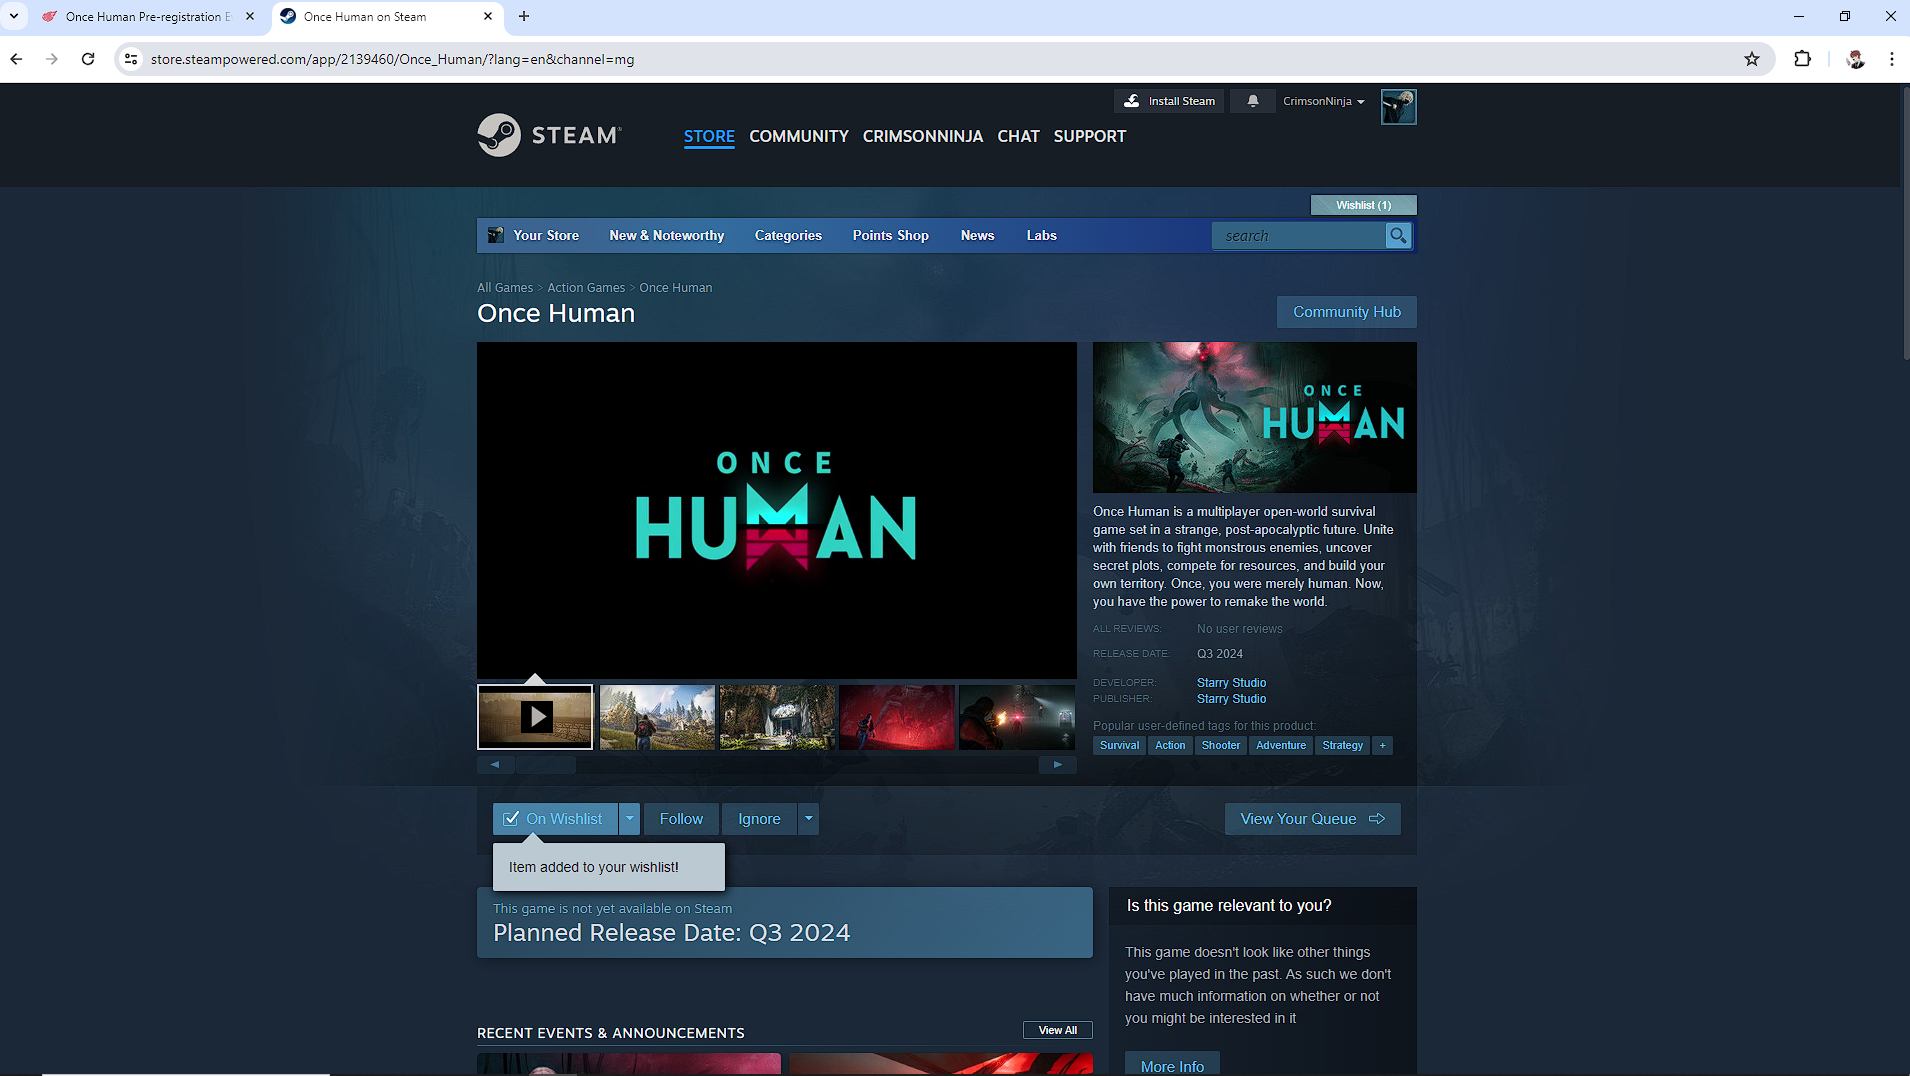 Once Human Pre-registration E
Once Human on Steam
store.steampowered.com/app/2139460/Once_Human/?lang=en&channel=mg
Install Steam
CrimsonNinja
STEAM®
STORE
COMMUNITY
CRIMSONNINJA
CHAT
SUPPORT
Wishlist (1)
Your Store
New & Noteworthy
Categories
Points Shop
News
Labs
search
All Games > Action Games > Once Human
Once Human
Community Hub
ONCE
HUMAN
ONCE
HUMAN
Once Human is a multiplayer open-world survival
game set in a strange, post-apocalyptic future. Unite
with friends to fight monstrous enemies, uncover
secret plots, compete for resources, and build your
own territory. Once, you were merely human. Now,
you have the power to remake the world.
ALL REVIEWS: No user reviews
RELEASE DATE: Q3 2024
DEVELOPER: Starry Studio
PUBLISHER: Starry Studio
Popular user-defined tags for this product:
Survival Action Shooter Adventure Strategy +
On Wishlist
Follow
Ignore
View Your Queue
Item added to your wishlist!
This game is not yet available on Steam
Planned Release Date: Q3 2024
Is this game relevant to you?
This game doesn't look like other things
you've played in the past. As such we don't
have much information on whether or not
you might be interested in it
More Info
RECENT EVENTS & ANNOUNCEMENTS
View All